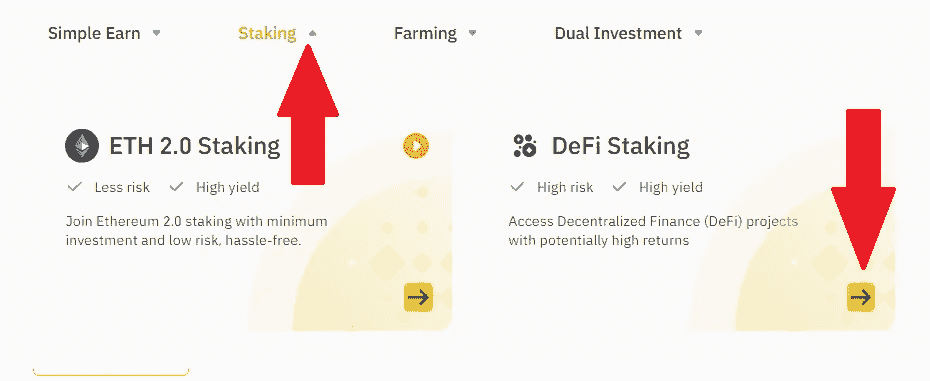 Simple Earn Staking Farming Dual Investment
ETH 2.0 Staking
Less risk High yield
Join Ethereum 2.0 staking with minimum
investment and low risk, hassle-free.
DeFi Staking
High risk High yield
Access Decentralized Finance (DeFi) projects
with potentially high returns